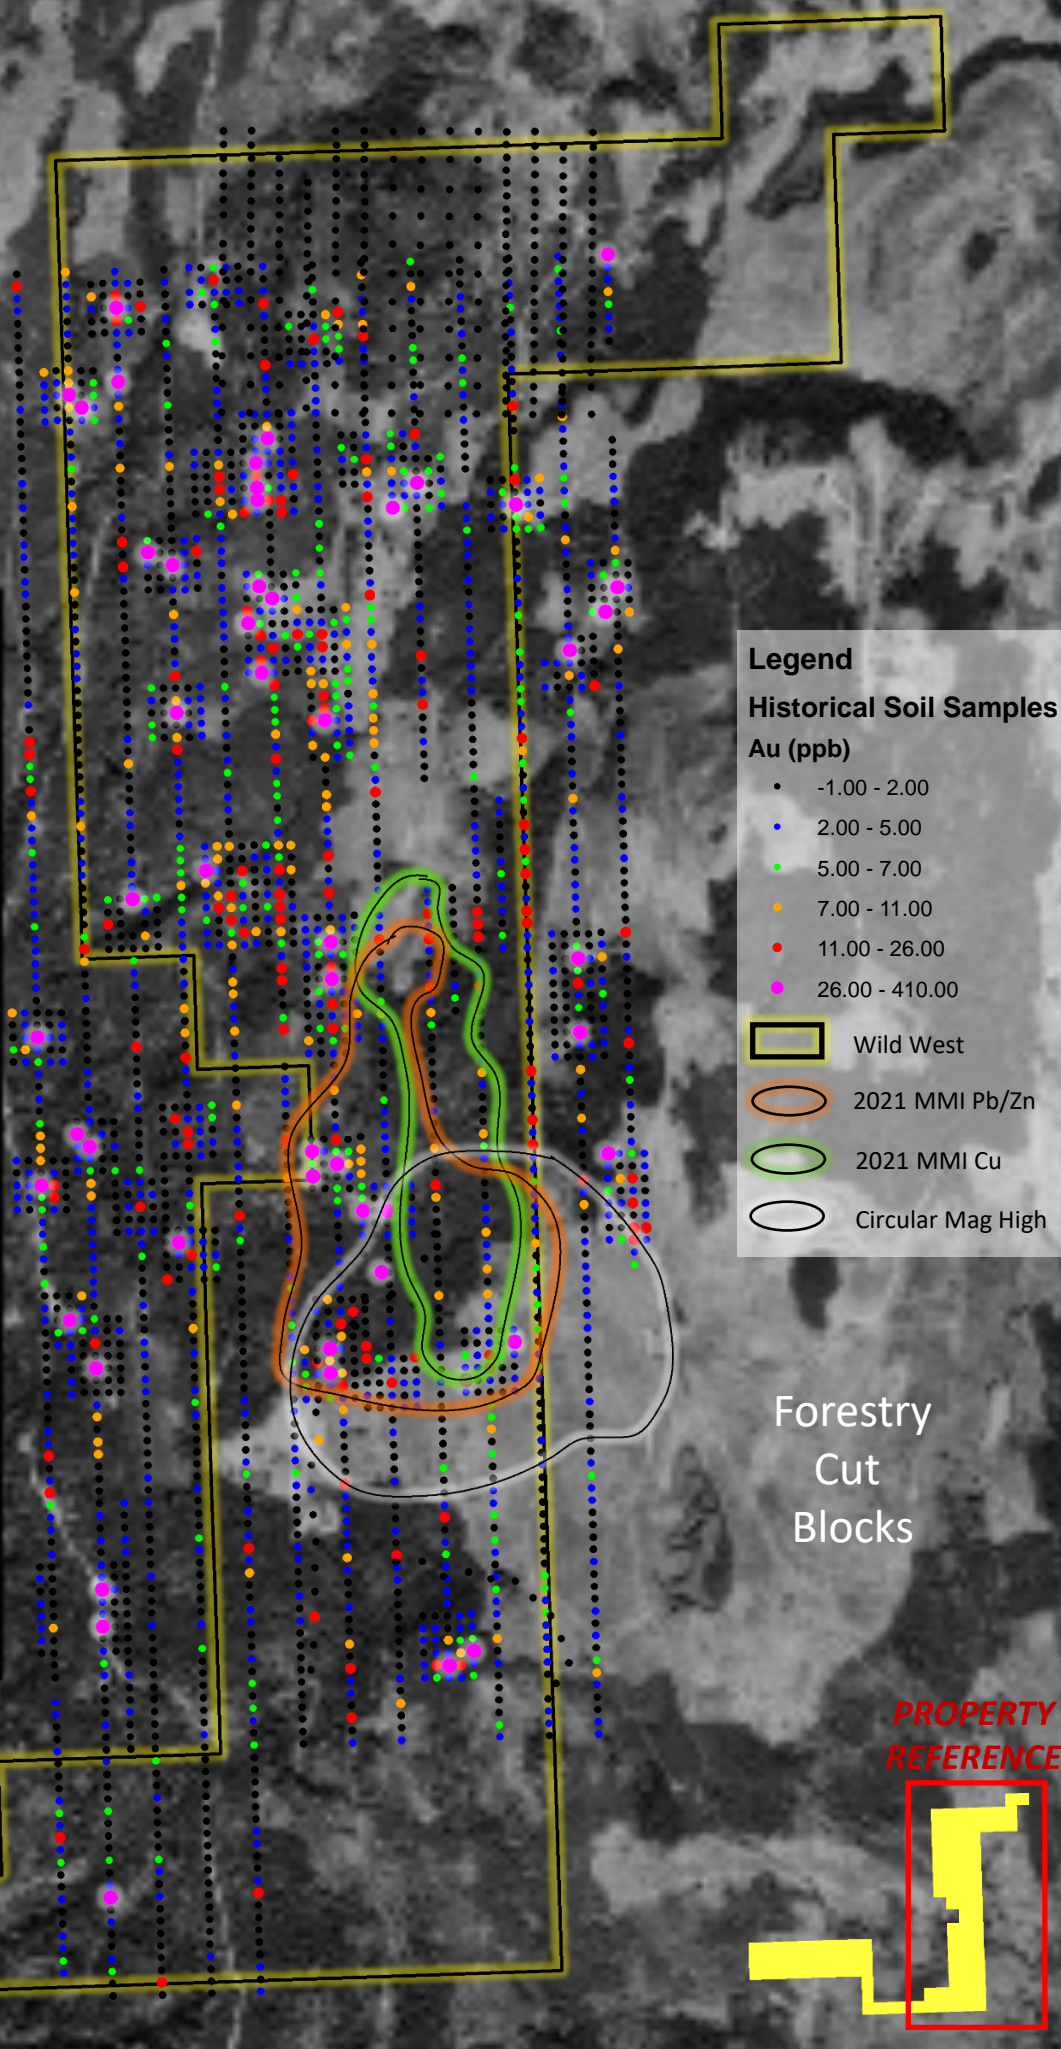 Legend
Historical Soil Samples
Au (ppb)
-1.00 - 2.00
2.00 - 5.00
5.00 - 7.00
7.00 - 11.00
11.00 - 26.00
26.00 - 410.00
Wild West
2021 MMI Pb/Zn
2021 MMI Cu
Circular Mag High
Forestry
Cut
Blocks
PROPERTY
REFERENCE